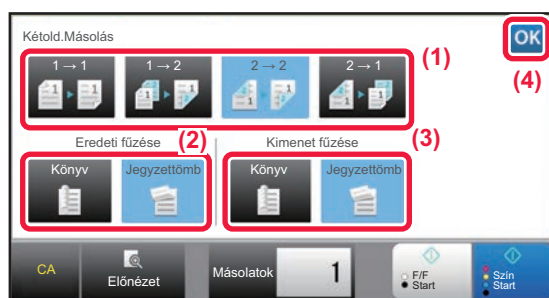 Kétold.Másolás
OK
1 → 1
1 → 2
2 → 2
2 → 1
(1)
(4)
Eredeti fűzése
(2)
Kimenet fűzése
(3)
Könyv
Jegyzettömb
Könyv
Jegyzettömb
CA
Előnézet
Másolatok
1
F/F
Start
Szín
Start